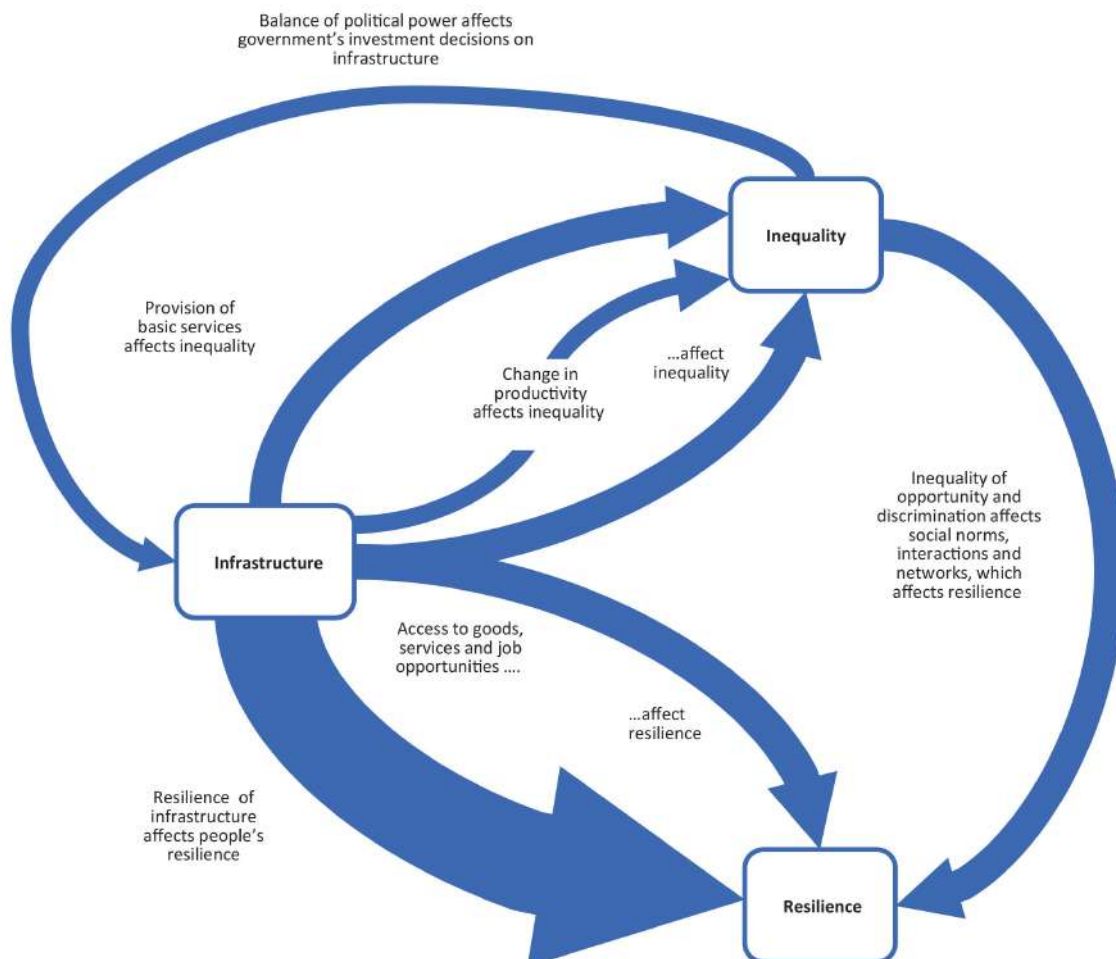 Balance of political power affects
government's investment decisions on
infrastructure
Inequality
Provision of
basic services
affects inequality
...affect
inequality
Change in
productivity
affects inequality
Inequality of
opportunity and
discrimination affects
social norms,
interactions and
networks, which
affects resilience
Infrastructure
Access to goods,
services and job
opportunities ....
...affect
resilience
Resilience of
infrastructure
affects people's
resilience
Resilience